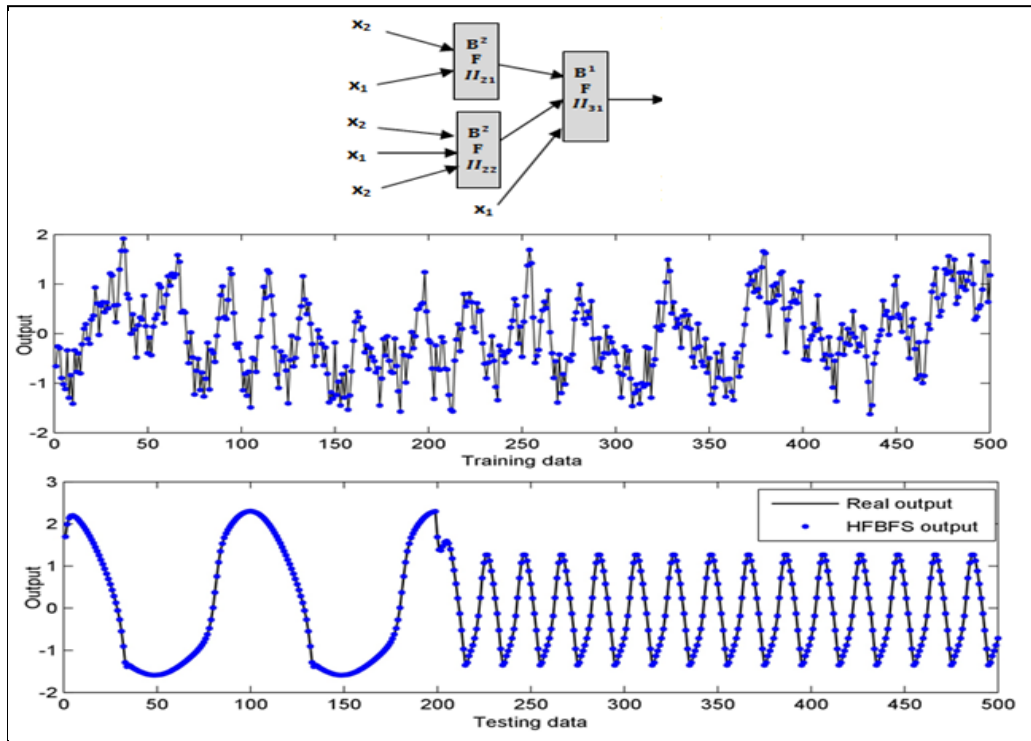 x₂
x₁
B²
F
II₂₁
x₂
x₁
x₂
B²
F
II₂₂
x₁
B¹
F
II₃₁
2
1
0
-1
-2
Output
0 50 100 150 200 250 300 350 400 450 500
Training data
3
2
1
0
-1
-2
Output
Real output
HFBFS output
0 50 100 150 200 250 300 350 400 450 500
Testing data